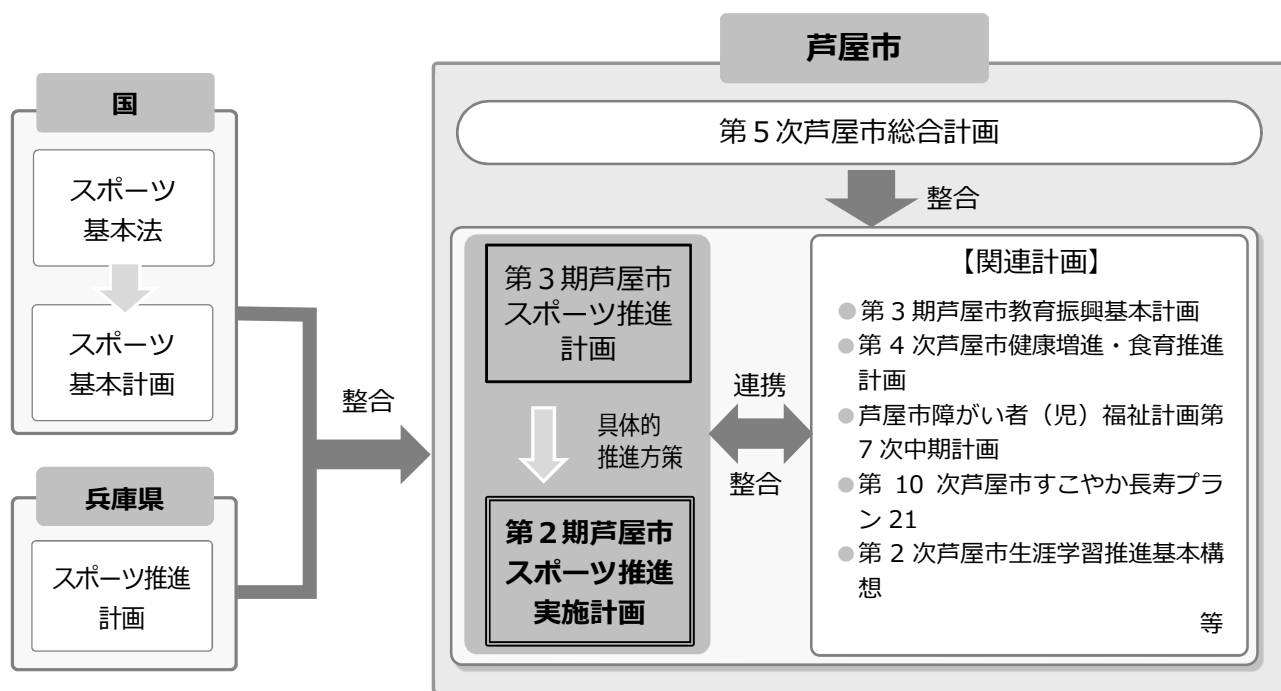 国
スポーツ
基本法
スポーツ
基本計画
兵庫県
スポーツ推進
計画
整合
芦屋市
第５次芦屋市総合計画
整合
第３期芦屋市
スポーツ推進
計画
具体的
推進方策
第２期芦屋市
スポーツ推進
実施計画
連携
整合
【関連計画】
●第３期芦屋市教育振興基本計画
●第４次芦屋市健康増進・食育推進
計画
●芦屋市障がい者（児）福祉計画第
７次中期計画
●第 10 次芦屋市すこやか長寿プラ
ン 21
●第２次芦屋市生涯学習推進基本構
想
等